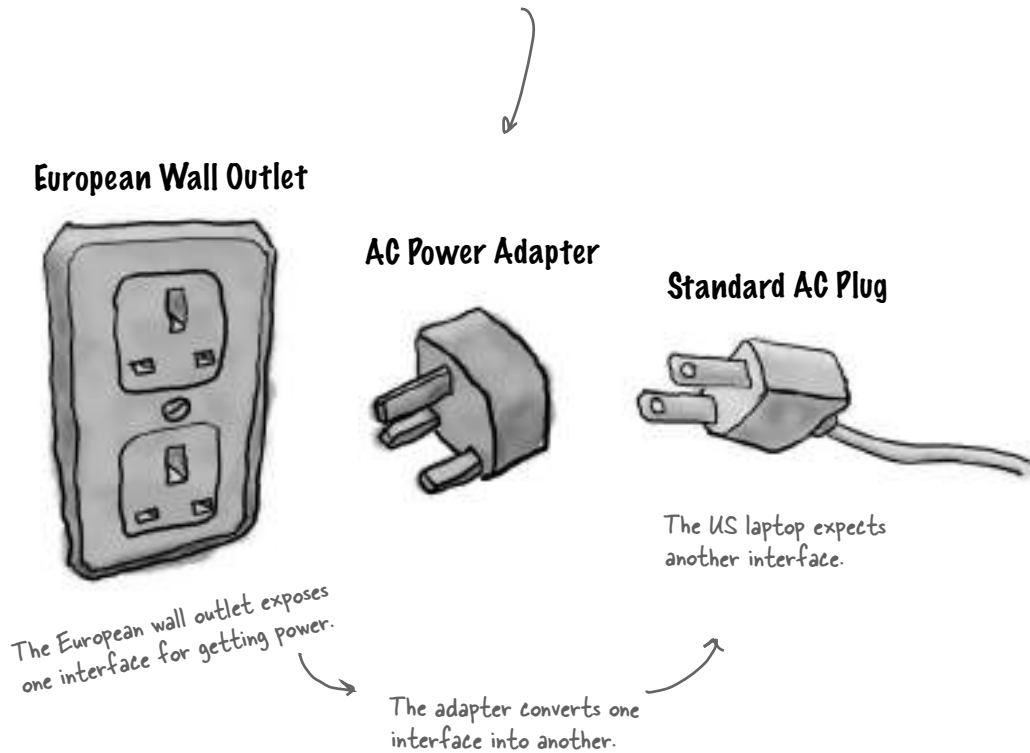 European Wall Outlet
AC Power Adapter
Standard AC Plug
The US laptop expects
another interface.
The European wall outlet exposes
one interface for getting power.
The adapter converts one
interface into another.